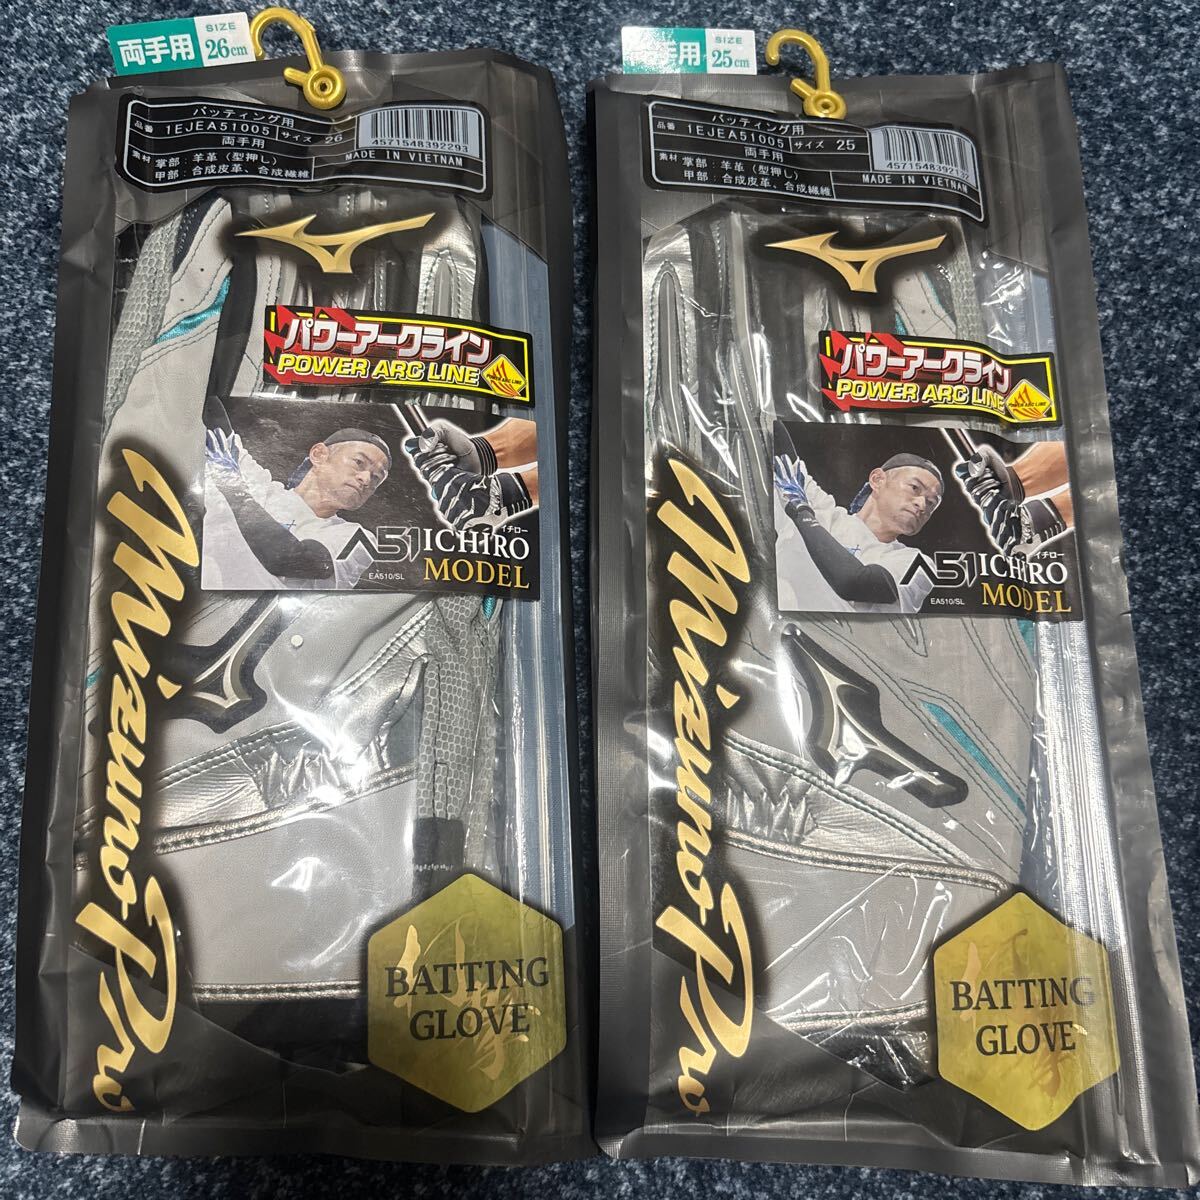 両手用
SIZE
26cm
バッティング用
品番
1EJEA51005
サイズ
26
両手用
素材
掌部:羊革(型押し)
甲部:合成皮革、合成繊維
4571548392293
MADE IN VIETNAM
パワーアークライン
POWER ARC LINE
A51
ICHIRO
イチロー
MODEL
EA510/SL
Mizuno Pro
BATTING
GLOVE
手用
SIZE
25cm
バッティング用
品番
1EJEA51005
サイズ
25
両手用
素材
掌部:羊革(型押し)
甲部:合成皮革、合成繊維
MADE IN VIETNAM
パワーアークライン
POWER ARC LINE
POWER ARC LINE
A51
ICHIRO
イチロー
MODEL
EA510/SL
Mizuno Pro
BATTING
GLOVE